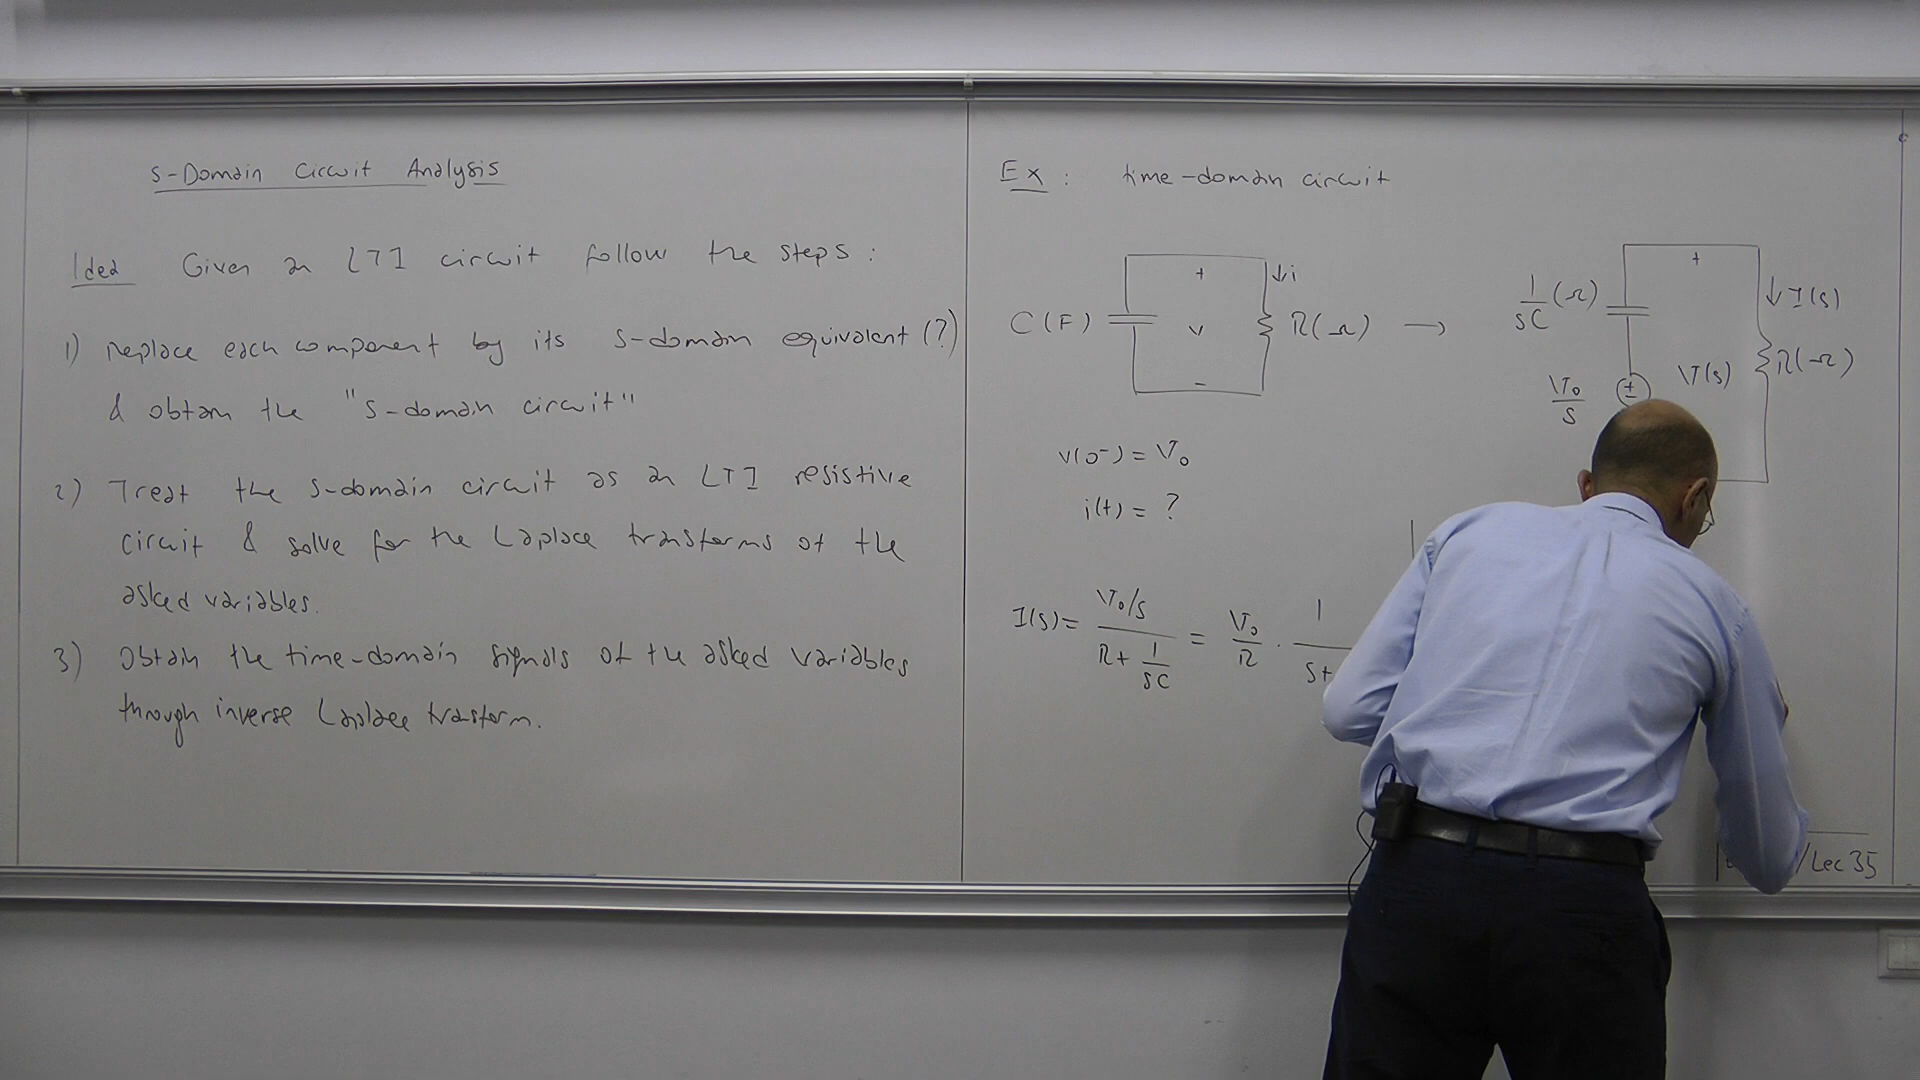 s-Domain Circuit Analysis
Idea Given an LTI circuit follow the steps :
1) Replace each component by its s-domain equivalent (?)
& obtain the "s-domain circuit"
2) Treat the s-domain circuit as an LTI resistive
circuit & solve for the Laplace transforms of the
asked variables.
3) Obtain the time-domain signals of the asked variables
through inverse Laplace trasform.
Ex : time-domain circuit
C (F) + v - ↓i R(Ω) →
1/sC (Ω) V₀/s ± + V(s) ↓ I(s) R(Ω)
v(0⁻) = V₀
i(t) = ?
I(s) = (V₀/s)/(R + 1/sC) = V₀/R · 1/(s+
/Lec 35